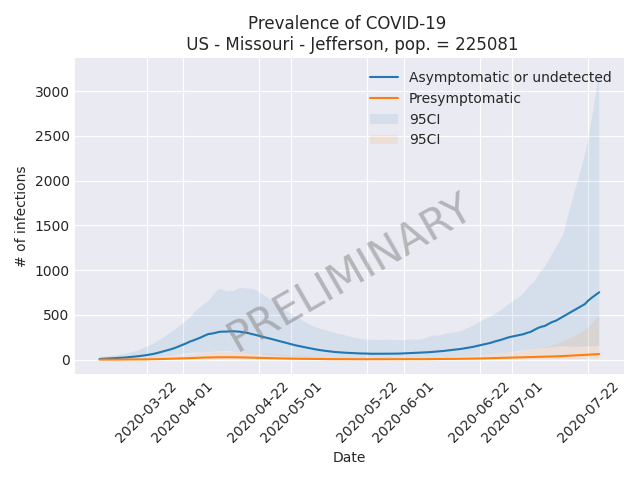 Prevalence of COVID-19
US - Missouri - Jefferson, pop. = 225081
Asymptomatic or undetected
Presymptomatic
95CI
95CI
3000
2500
2000
1500
1000
500
0
# of infections
PRELIMINARY
2020-03-22
2020-04-01
2020-04-22
2020-05-01
2020-05-22
2020-06-01
2020-06-22
2020-07-01
2020-07-22
Date